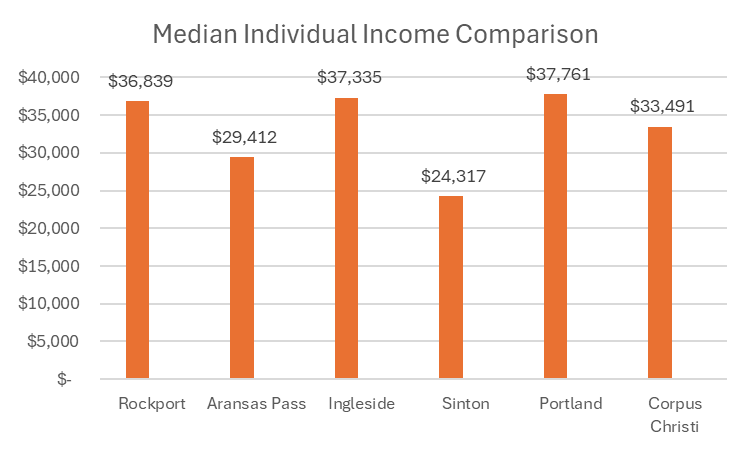 Median Individual Income Comparison
$40,000
$35,000
$30,000
$25,000
$20,000
$15,000
$10,000
$5,000
$-
$36,839
$29,412
$37,335
$24,317
$37,761
$33,491
Rockport
Aransas Pass
Ingleside
Sinton
Portland
Corpus
Christi